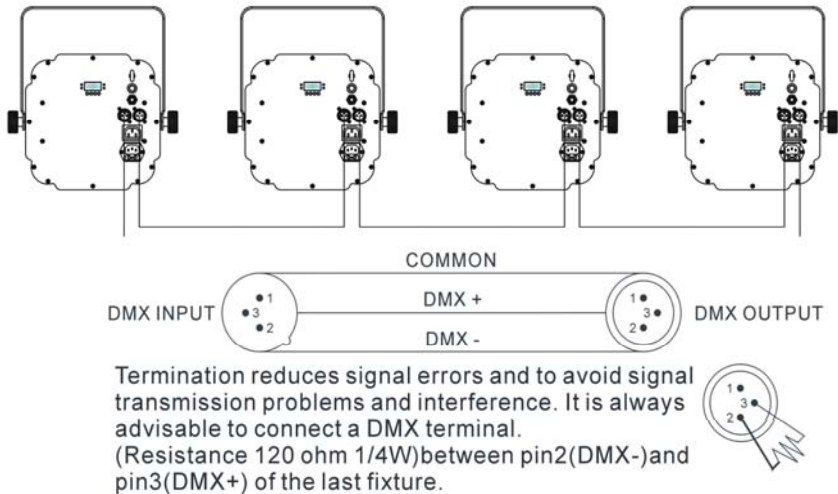 COMMON
DMX INPUT
1
3
2
DMX +
DMX -
1
3
2
DMX OUTPUT
Termination reduces signal errors and to avoid signal
transmission problems and interference. It is always
advisable to connect a DMX terminal.
(Resistance 120 ohm 1/4W)between pin2(DMX-)and
pin3(DMX+) of the last fixture.
1
3
2